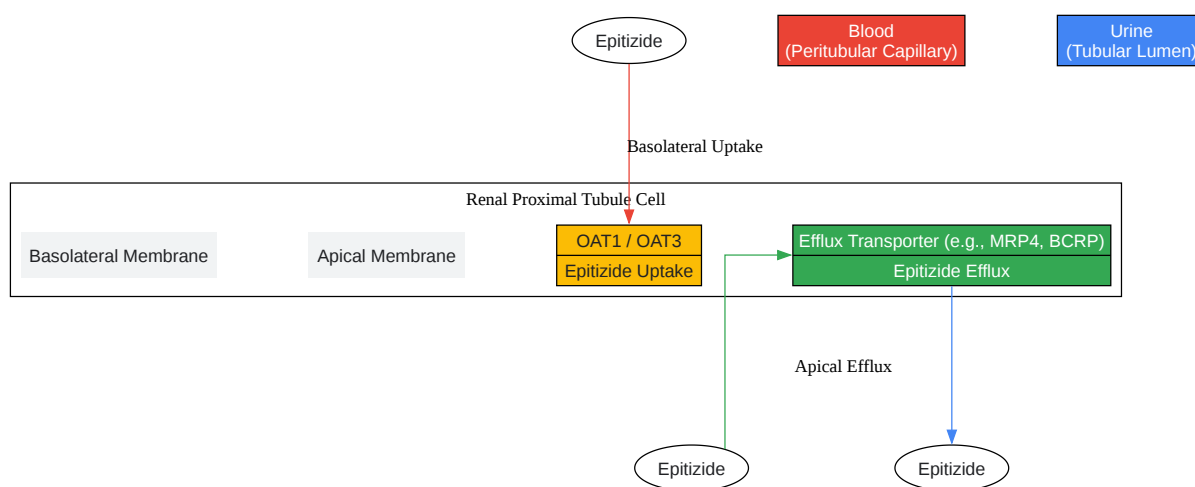 Epitizide
Blood
(Peritubular Capillary)
Urine
(Tubular Lumen)
Basolateral Uptake
Renal Proximal Tubule Cell
Basolateral Membrane
Apical Membrane
OAT1 / OAT3
Epitizide Uptake
Efflux Transporter (e.g., MRP4, BCRP)
Epitizide Efflux
Apical Efflux
Epitizide
Epitizide